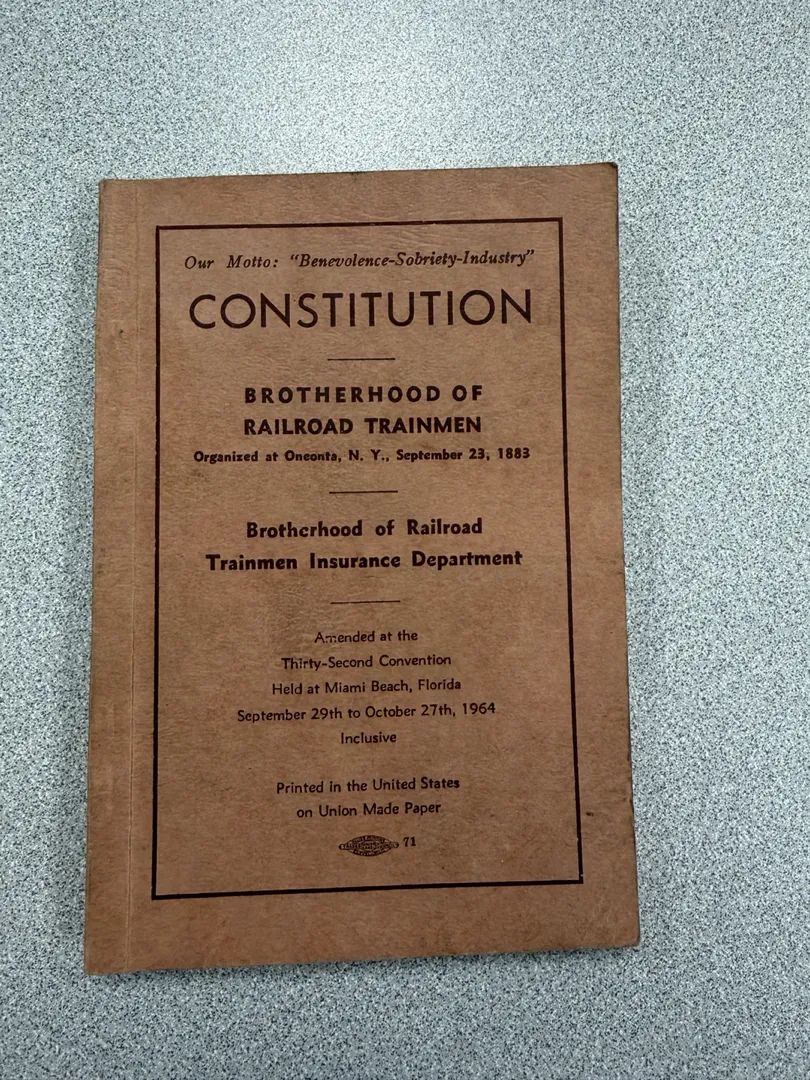 Our Motto: "Benevolence-Sobriety-Industry"
CONSTITUTION
BROTHERHOOD OF
RAILROAD TRAINMEN
Organized at Oneonta, N. Y., September 23, 1883
Brotherhood of Railroad
Trainmen Insurance Department
Amended at the
Thirty-Second Convention
Held at Miami Beach, Florida
September 29th to October 27th, 1964
Inclusive
Printed in the United States
on Union Made Paper
71